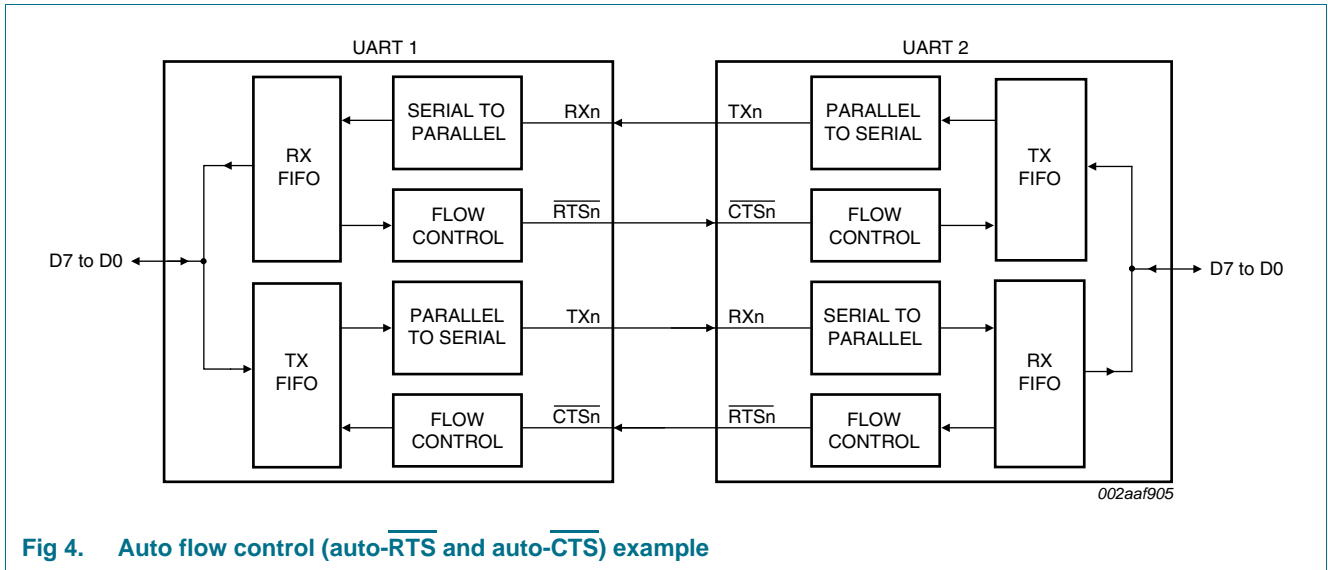 UART 1
UART 2
RX
FIFO
SERIAL TO
PARALLEL
RXn
TXn
PARALLEL
TO SERIAL
TX
FIFO
FLOW
CONTROL
RTSn
CTSn
FLOW
CONTROL
D7 to D0
D7 to D0
TX
FIFO
PARALLEL
TO SERIAL
TXn
RXn
SERIAL TO
PARALLEL
RX
FIFO
FLOW
CONTROL
CTSn
RTSn
FLOW
CONTROL
002aaf905
Fig 4. Auto flow control (auto-RTS and auto-CTS) example